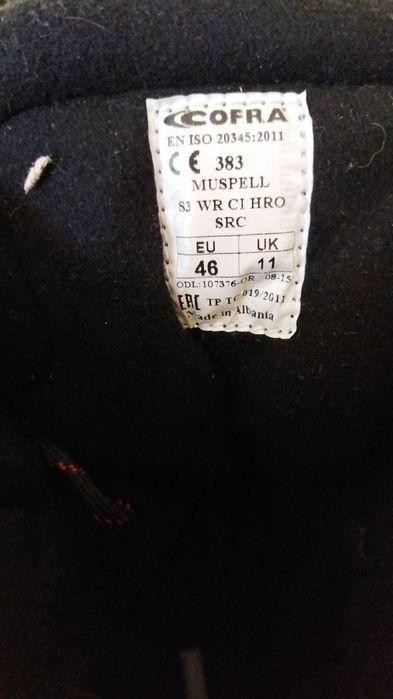 COFRA
EN ISO 20345:2011
CE 383
MUSPELL
S3 WR CI HRO
SRC
EU UK
46 11
ODL:107376-OR 08-15
EAC TP TC 019/2011
Made in Albania